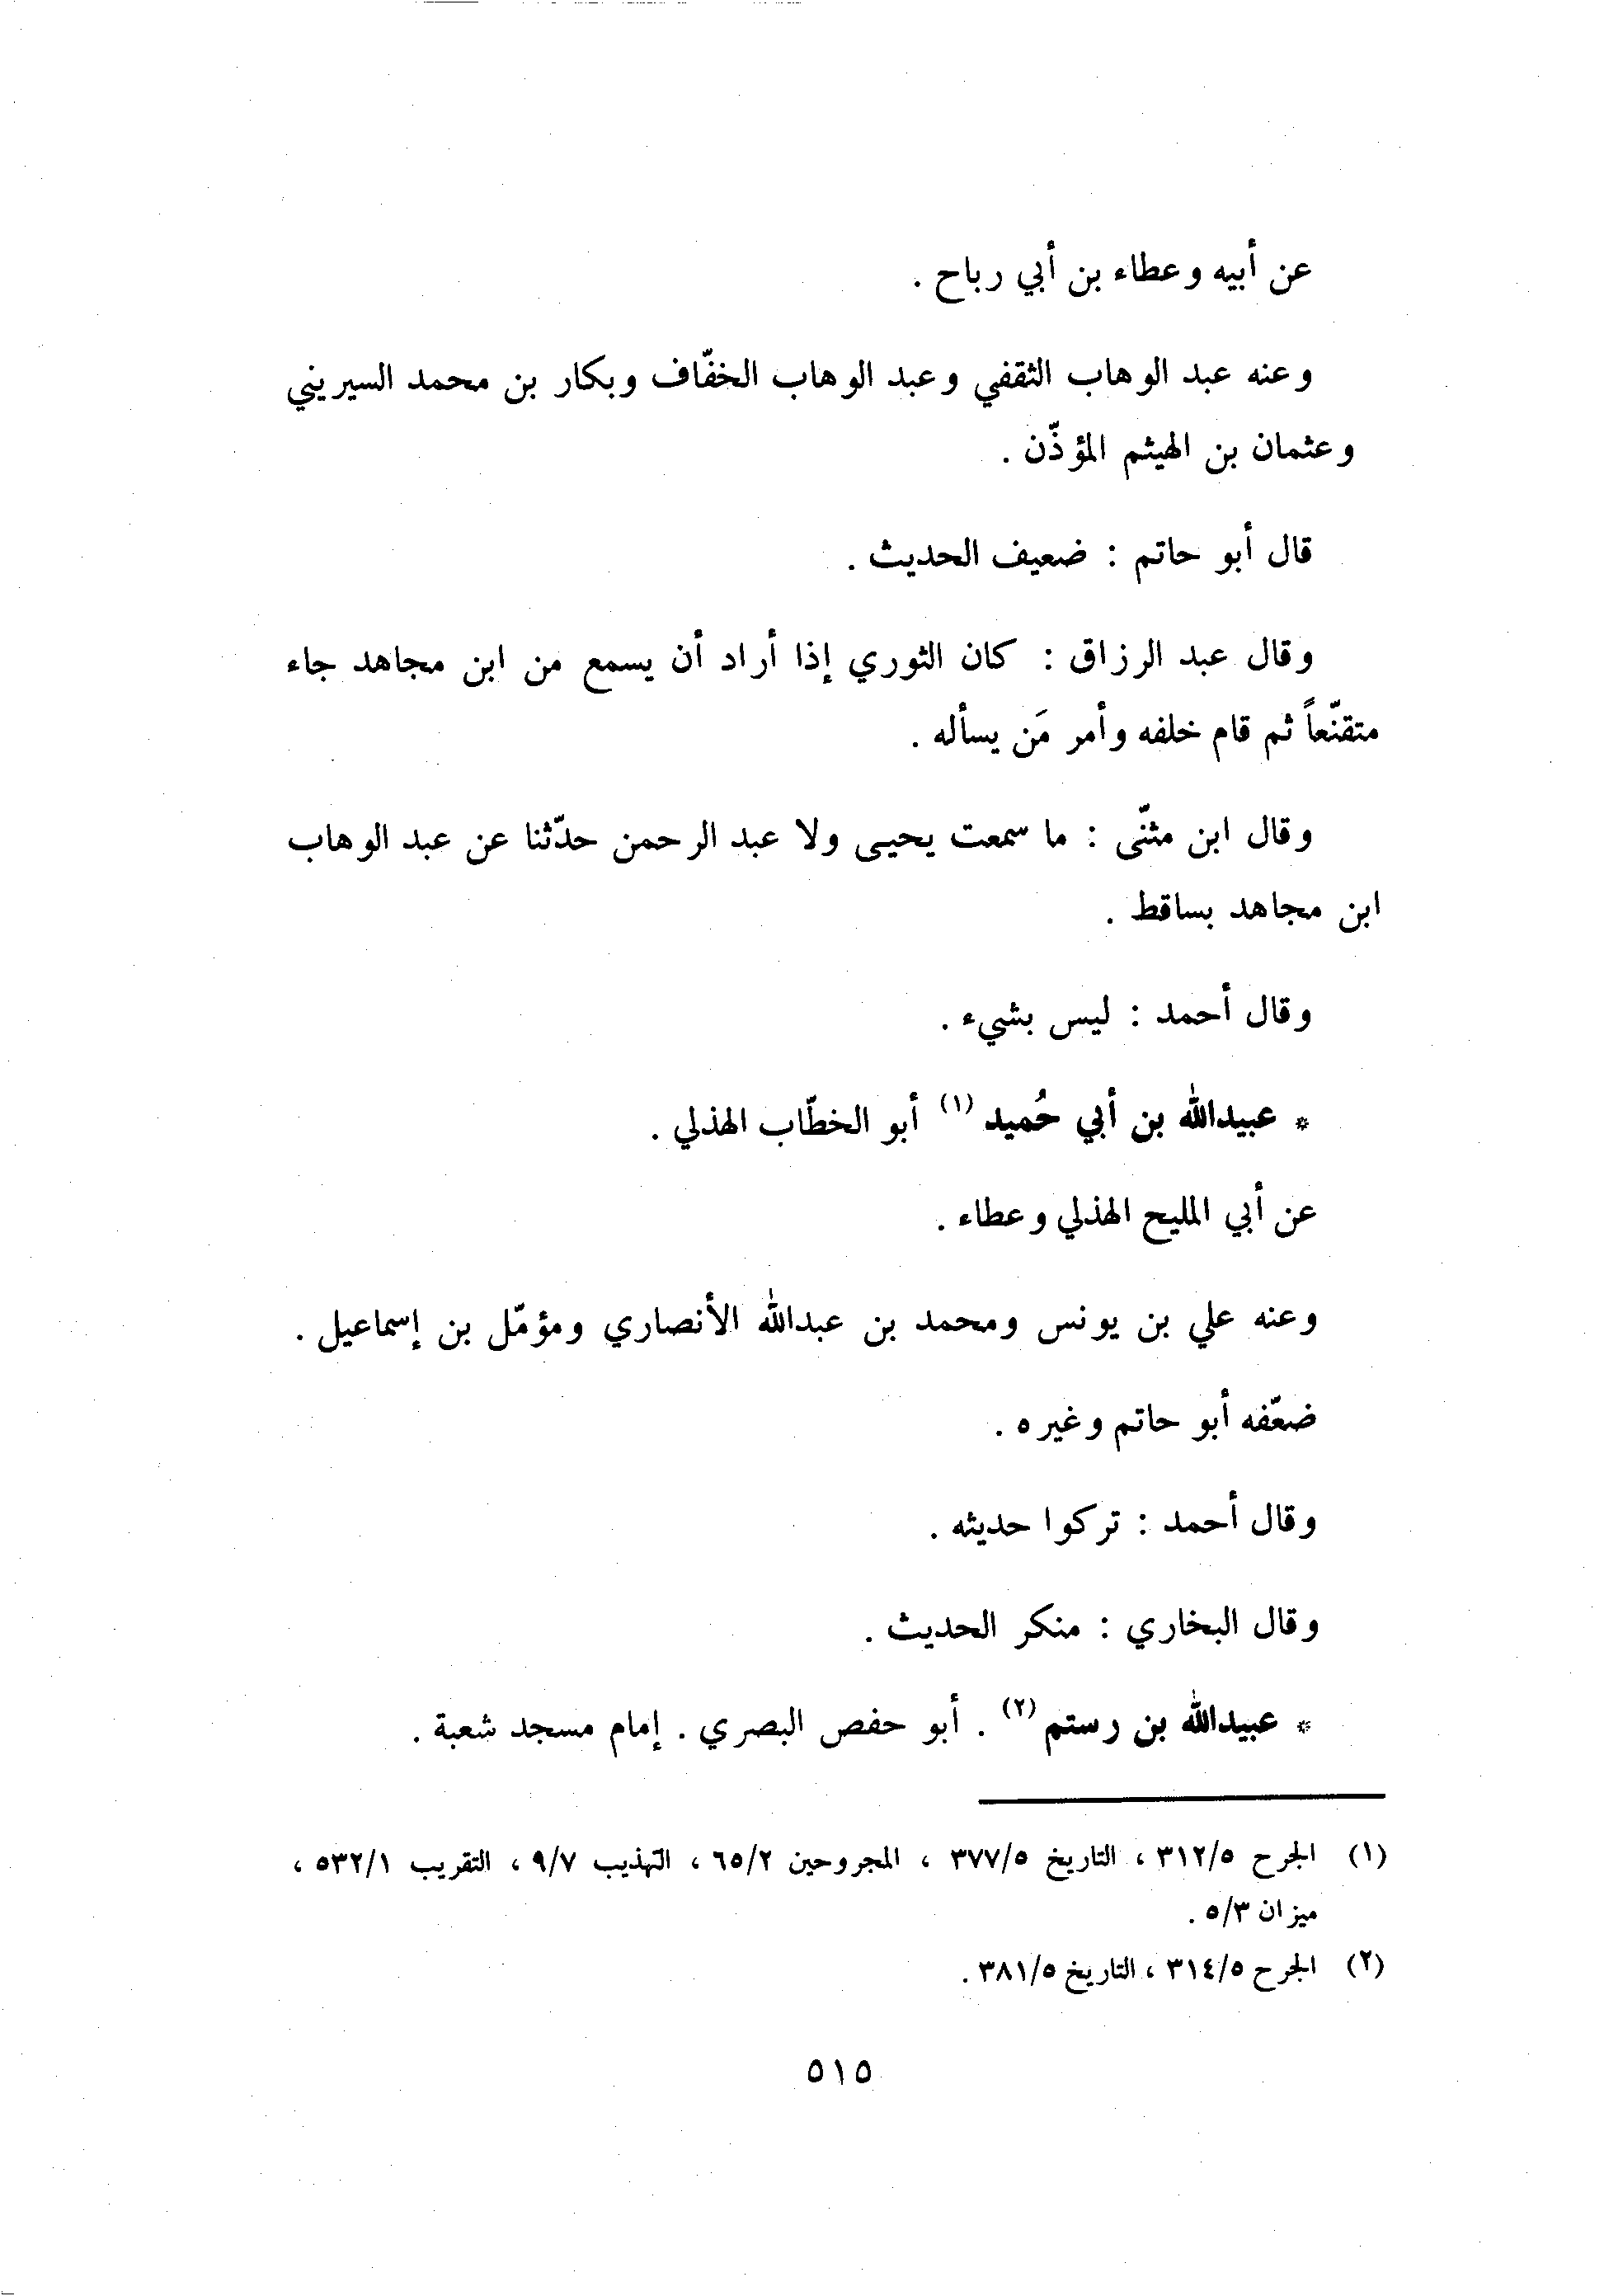 عن أبيه وعطاء بن أبي رباح .
وعنه عبد الوهاب الثقفي وعبد الوهاب الخفّاف وبكار بن محمد السيريني
وعثمان بن الهيثم المؤذّن .
قال أبو حاتم : ضعيف الحديث .
وقال عبد الرزاق : كان الثوري إذا أراد أن يسمع من ابن مجاهد جاء
متقنّعاً ثم قام خلفه وأمر مَن يسأله .
وقال ابن مثنّى : ما سمعت يحيى ولا عبد الرحمن حدّثنا عن عبد الوهاب
ابن مجاهد بساقط .
وقال أحمد : ليس بشيء .
* عبيدالله بن أبي حُميد (١) أبو الخطّاب الهذلي .
عن أبي المليح الهذلي وعطاء .
وعنه علي بن يونس ومحمد بن عبدالله الأنصاري ومؤمّل بن إسماعيل .
ضعّفه أبو حاتم وغيره .
وقال أحمد : تركوا حديثه .
وقال البخاري : منكر الحديث .
* عبيدالله بن رستم (٢) . أبو حفص البصري . إمام مسجد شعبة .
(١) الجرح ٣١٢/٥ ، التاريخ ٣٧٧/٥ ، المجروحين ٦٥/٢ ، التهذيب ٩/٧ ، التقريب ٥٣٢/١ ،
ميزان ٥/٣ .
(٢) الجرح ٣١٤/٥ ، التاريخ ٣٨١/٥ .
٥١٥